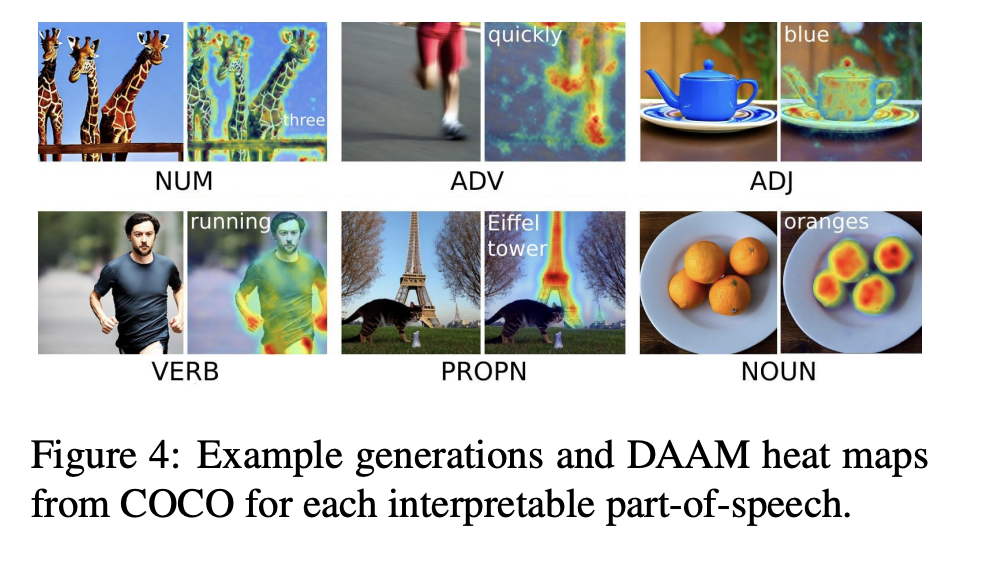 three
quickly
blue
NUM
ADV
ADJ
running
Eiffel
tower
oranges
VERB
PROPN
NOUN
Figure 4: Example generations and DAAM heat maps
from COCO for each interpretable part-of-speech.